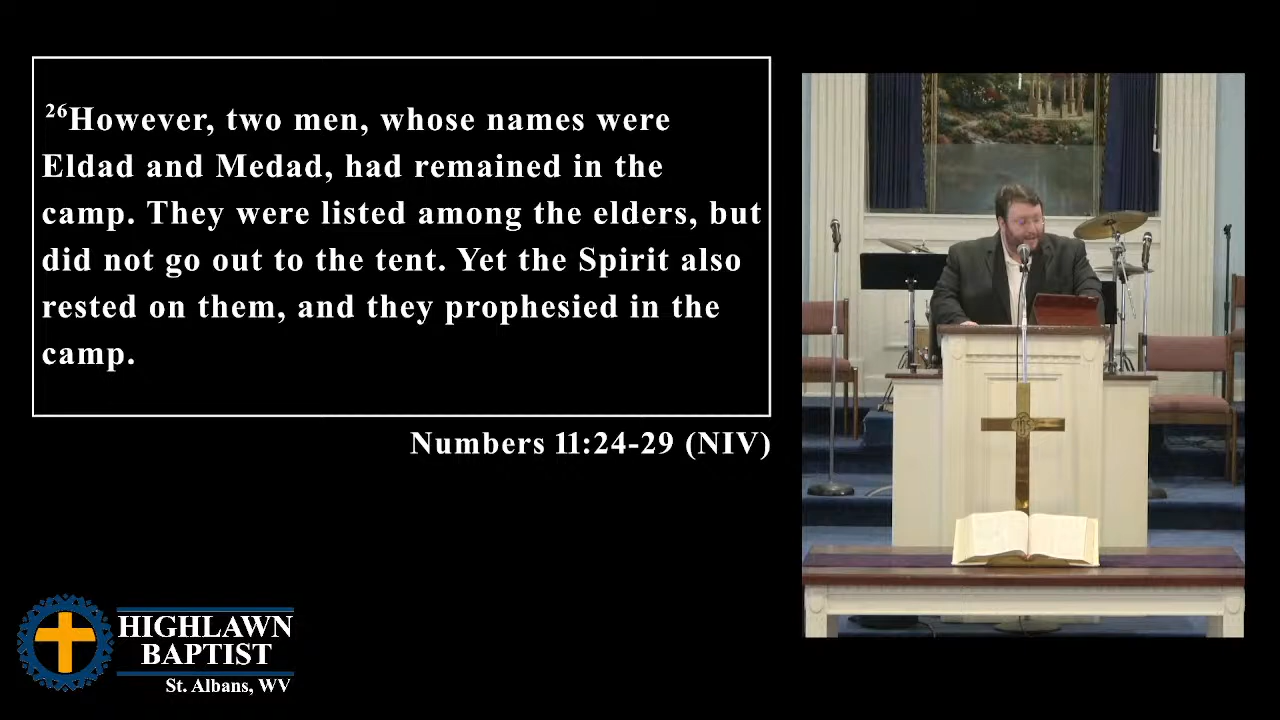 26However, two men, whose names were
Eldad and Medad, had remained in the
camp. They were listed among the elders, but
did not go out to the tent. Yet the Spirit also
rested on them, and they prophesied in the
camp.
Numbers 11:24-29 (NIV)
HIGHLAWN
BAPTIST
St. Albans, WV